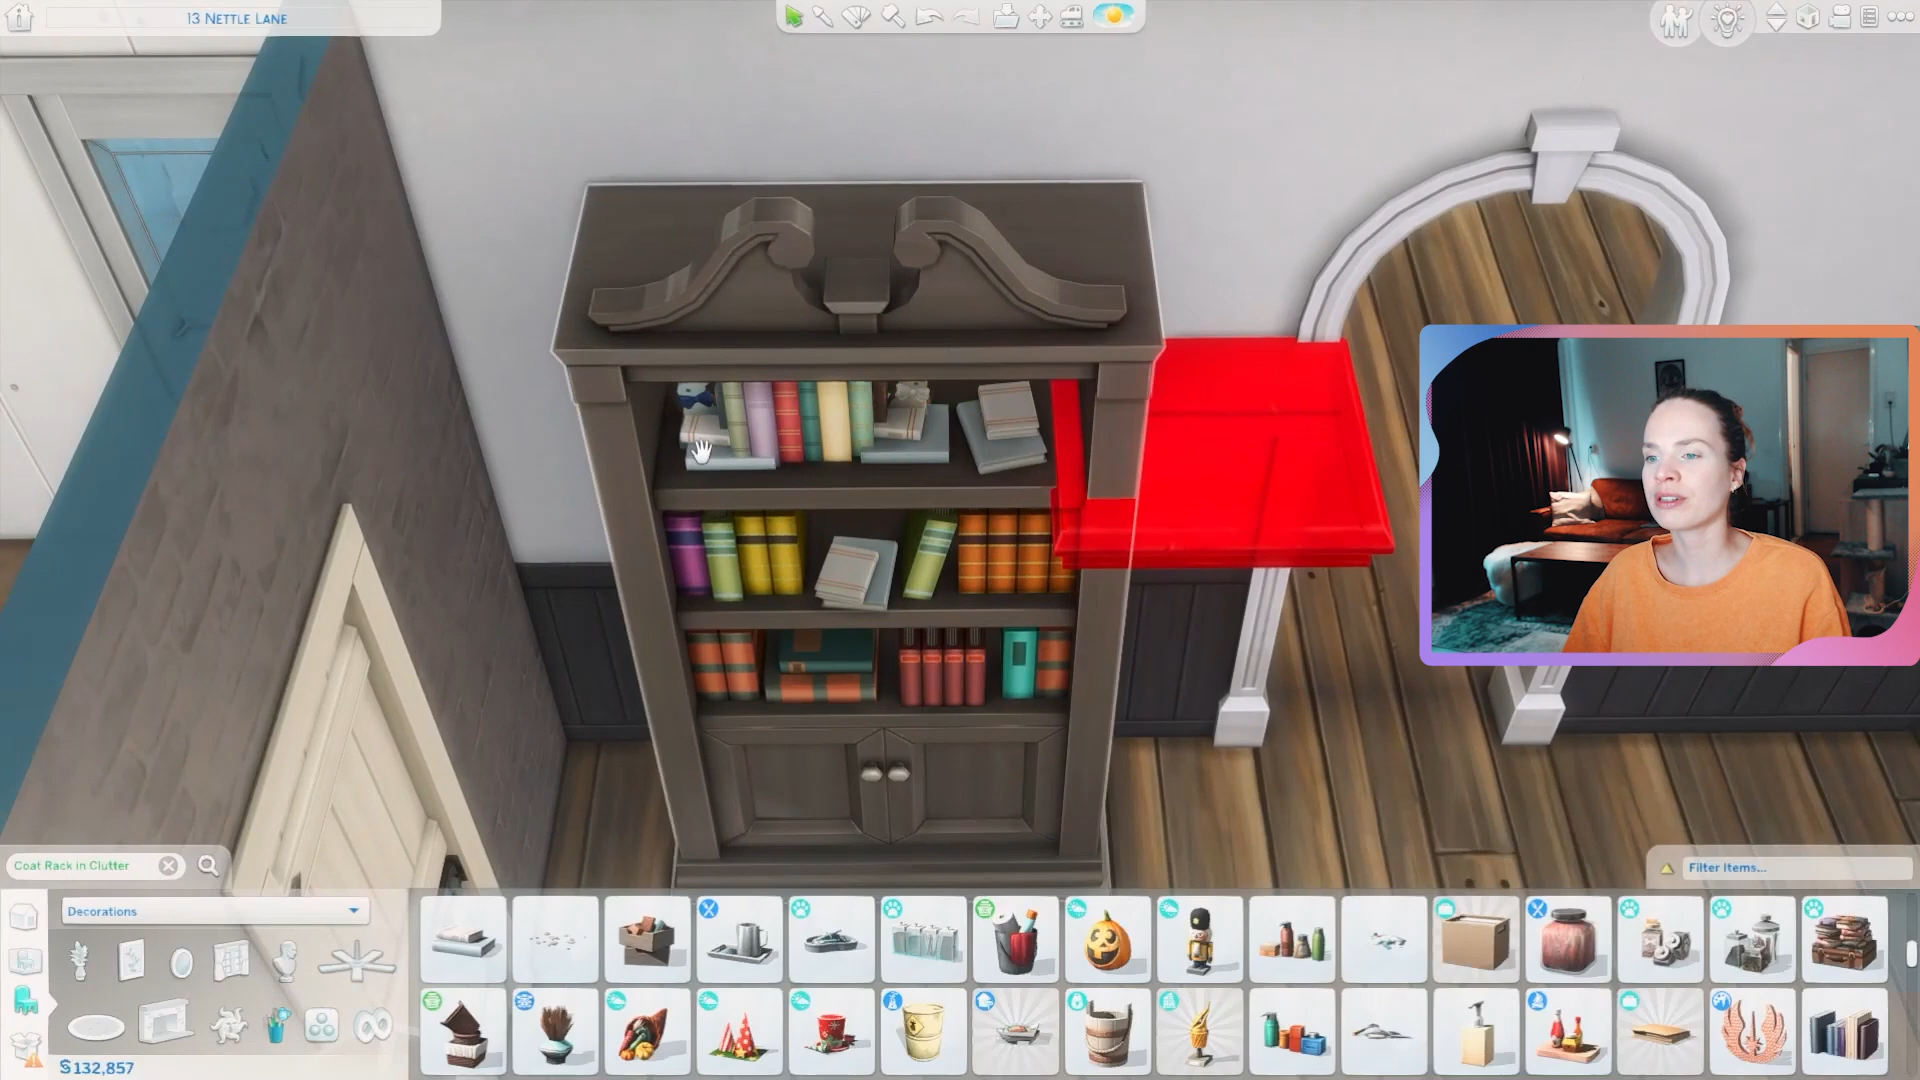 13 NETTLE LANE
Coat Rack in Clutter
Filter Items...
Decorations
§132,857